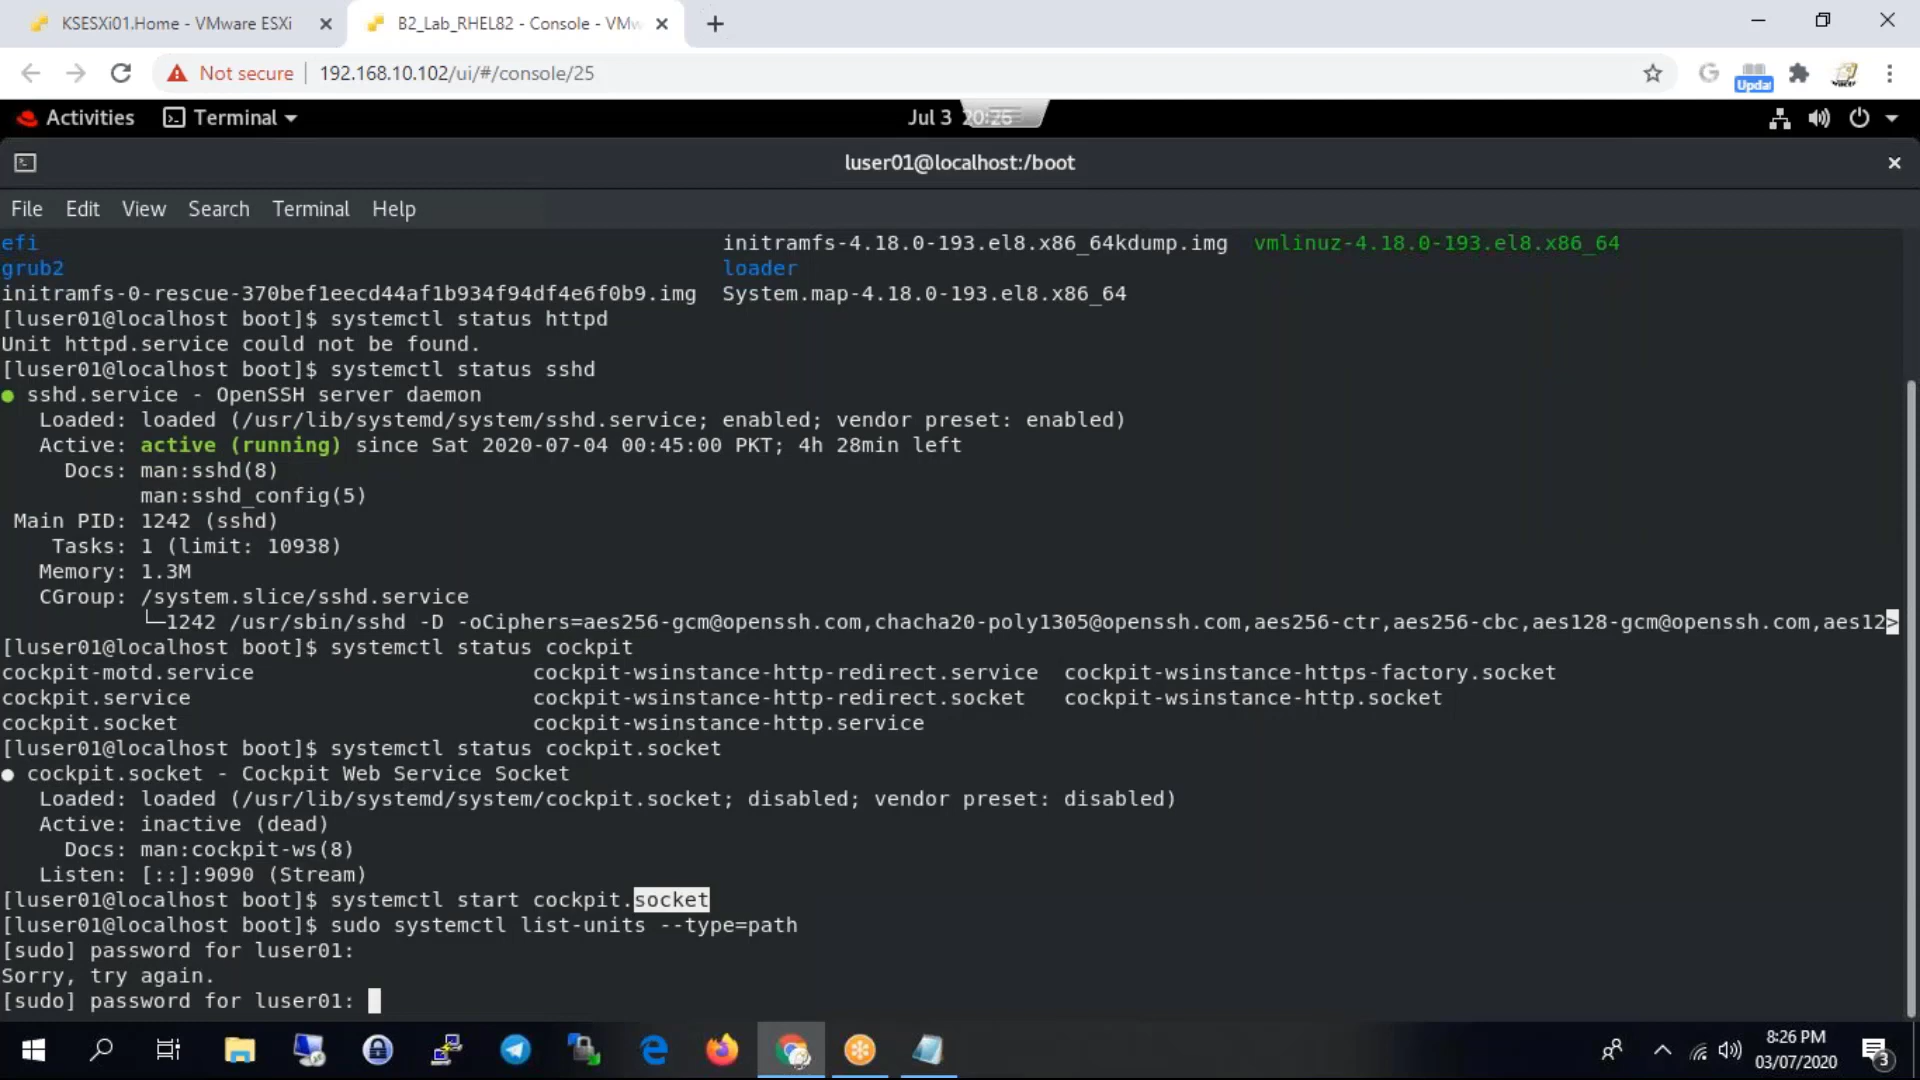 KSESXi01.Home - VMware ESXi
B2_Lab_RHEL82 - Console - VMw
Not secure
192.168.10.102/ui/#/console/25
G
Updat
Activities
Terminal
Jul 3 20:26
luser01@localhost:/boot
File Edit View Search Terminal Help
efi initramfs-4.18.0-193.el8.x86_64kdump.img vmlinuz-4.18.0-193.el8.x86_64
grub2 loader
initramfs-0-rescue-370bef1eecd44af1b934f94df4e6f0b9.img System.map-4.18.0-193.el8.x86_64
[luser01@localhost boot]$ systemctl status httpd
Unit httpd.service could not be found.
[luser01@localhost boot]$ systemctl status sshd
● sshd.service - OpenSSH server daemon
Loaded: loaded (/usr/lib/systemd/system/sshd.service; enabled; vendor preset: enabled)
Active: active (running) since Sat 2020-07-04 00:45:00 PKT; 4h 28min left
Docs: man:sshd(8)
man:sshd_config(5)
Main PID: 1242 (sshd)
Tasks: 1 (limit: 10938)
Memory: 1.3M
CGroup: /system.slice/sshd.service
└─1242 /usr/sbin/sshd -D -oCiphers=aes256-gcm@openssh.com,chacha20-poly1305@openssh.com,aes256-ctr,aes256-cbc,aes128-gcm@openssh.com,aes12>
[luser01@localhost boot]$ systemctl status cockpit
cockpit-motd.service cockpit-wsinstance-http-redirect.service cockpit-wsinstance-https-factory.socket
cockpit.service cockpit-wsinstance-http-redirect.socket cockpit-wsinstance-http.socket
cockpit.socket cockpit-wsinstance-http.service
[luser01@localhost boot]$ systemctl status cockpit.socket
● cockpit.socket - Cockpit Web Service Socket
Loaded: loaded (/usr/lib/systemd/system/cockpit.socket; disabled; vendor preset: disabled)
Active: inactive (dead)
Docs: man:cockpit-ws(8)
Listen: [::]:9090 (Stream)
[luser01@localhost boot]$ systemctl start cockpit.socket
[luser01@localhost boot]$ sudo systemctl list-units --type=path
[sudo] password for luser01:
Sorry, try again.
[sudo] password for luser01:
8:26 PM
03/07/2020
3